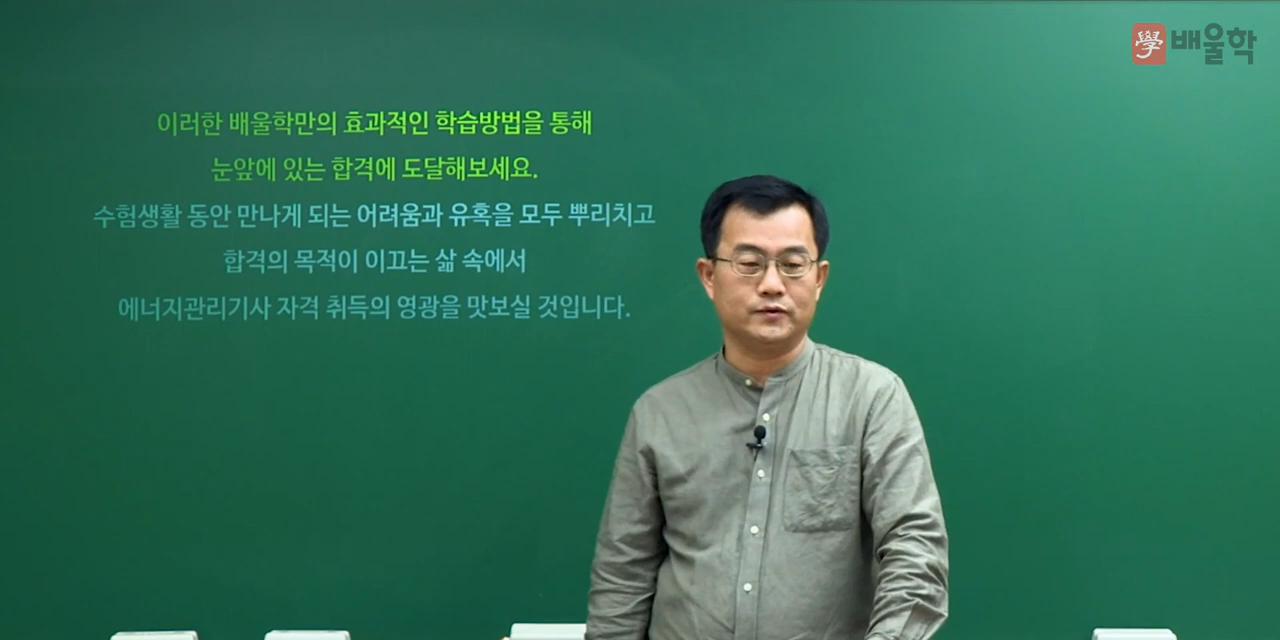 學 배울학
이러한 배울학만의 효과적인 학습방법을 통해
눈앞에 있는 합격에 도달해보세요.
수험생활 동안 만나게 되는 어려움과 유혹을 모두 뿌리치고
합격의 목적이 이끄는 삶 속에서
에너지관리기사 자격 취득의 영광을 맛보실 것입니다.